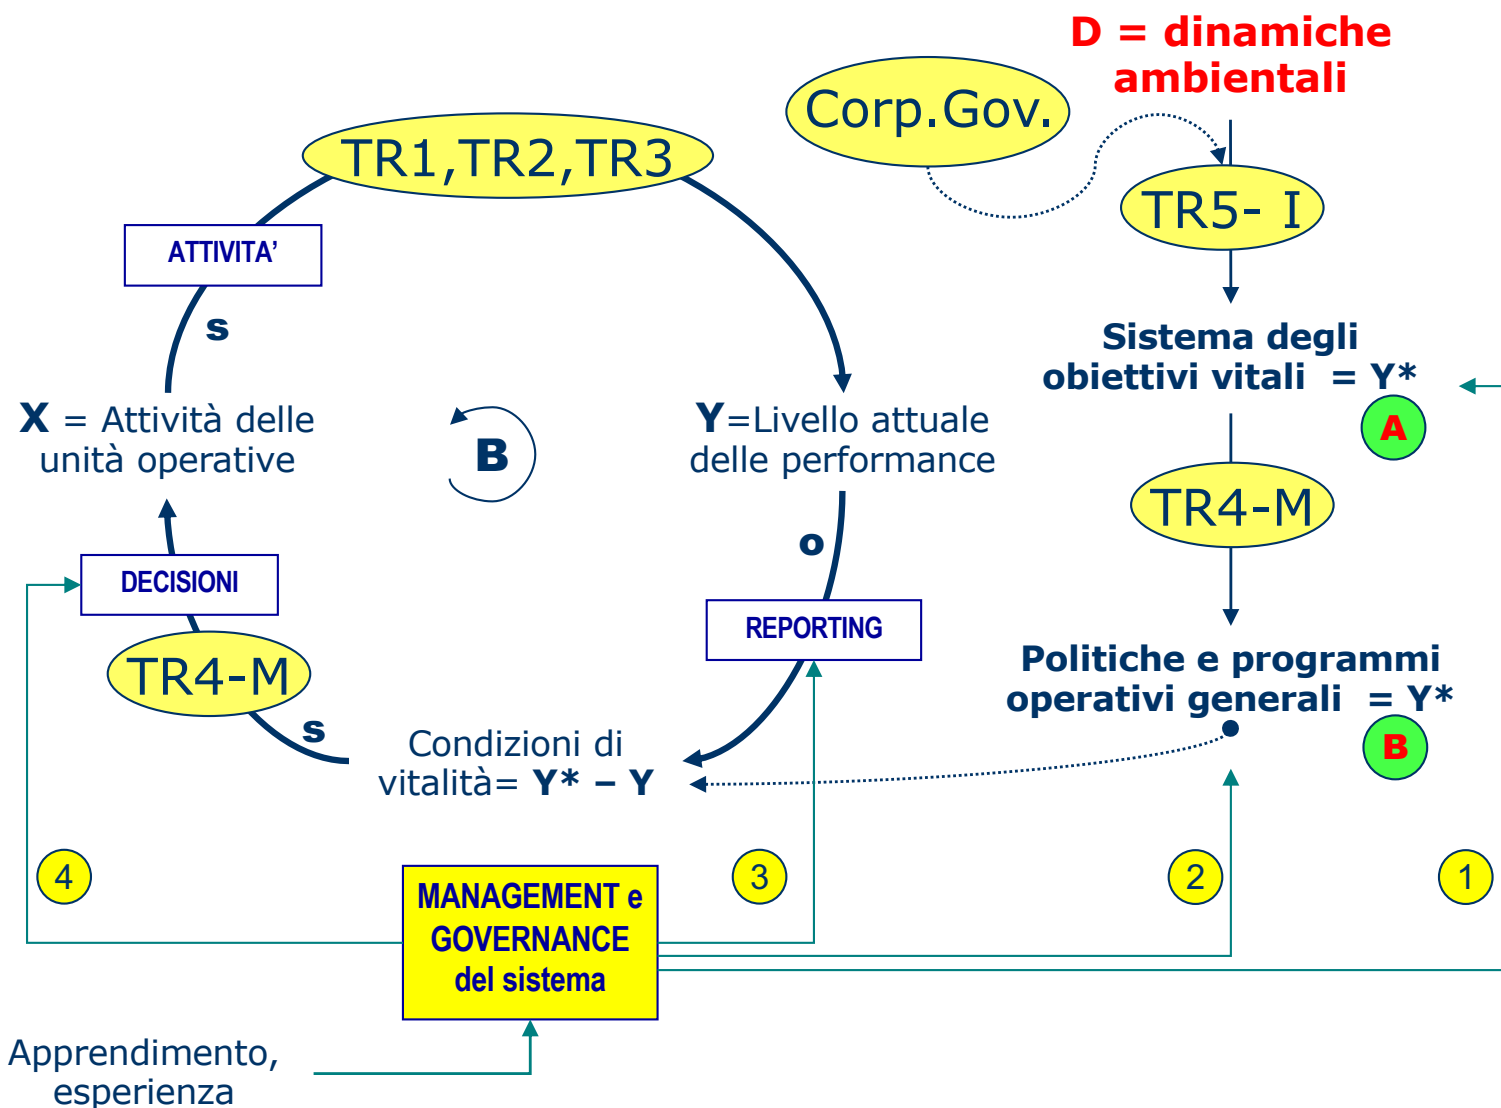 D = dinamiche
ambientali
Corp.Gov.
TR1,TR2,TR3
TR5- I
ATTIVITA’
s
Sistema degli
obiettivi vitali = Y*
A
X = Attività delle
unità operative
B
Y=Livello attuale
delle performance
TR4-M
o
DECISIONI
REPORTING
TR4-M
Politiche e programmi
operativi generali = Y*
B
s
Condizioni di
vitalità= Y* – Y
4
3
2
1
MANAGEMENT e
GOVERNANCE
del sistema
Apprendimento,
esperienza